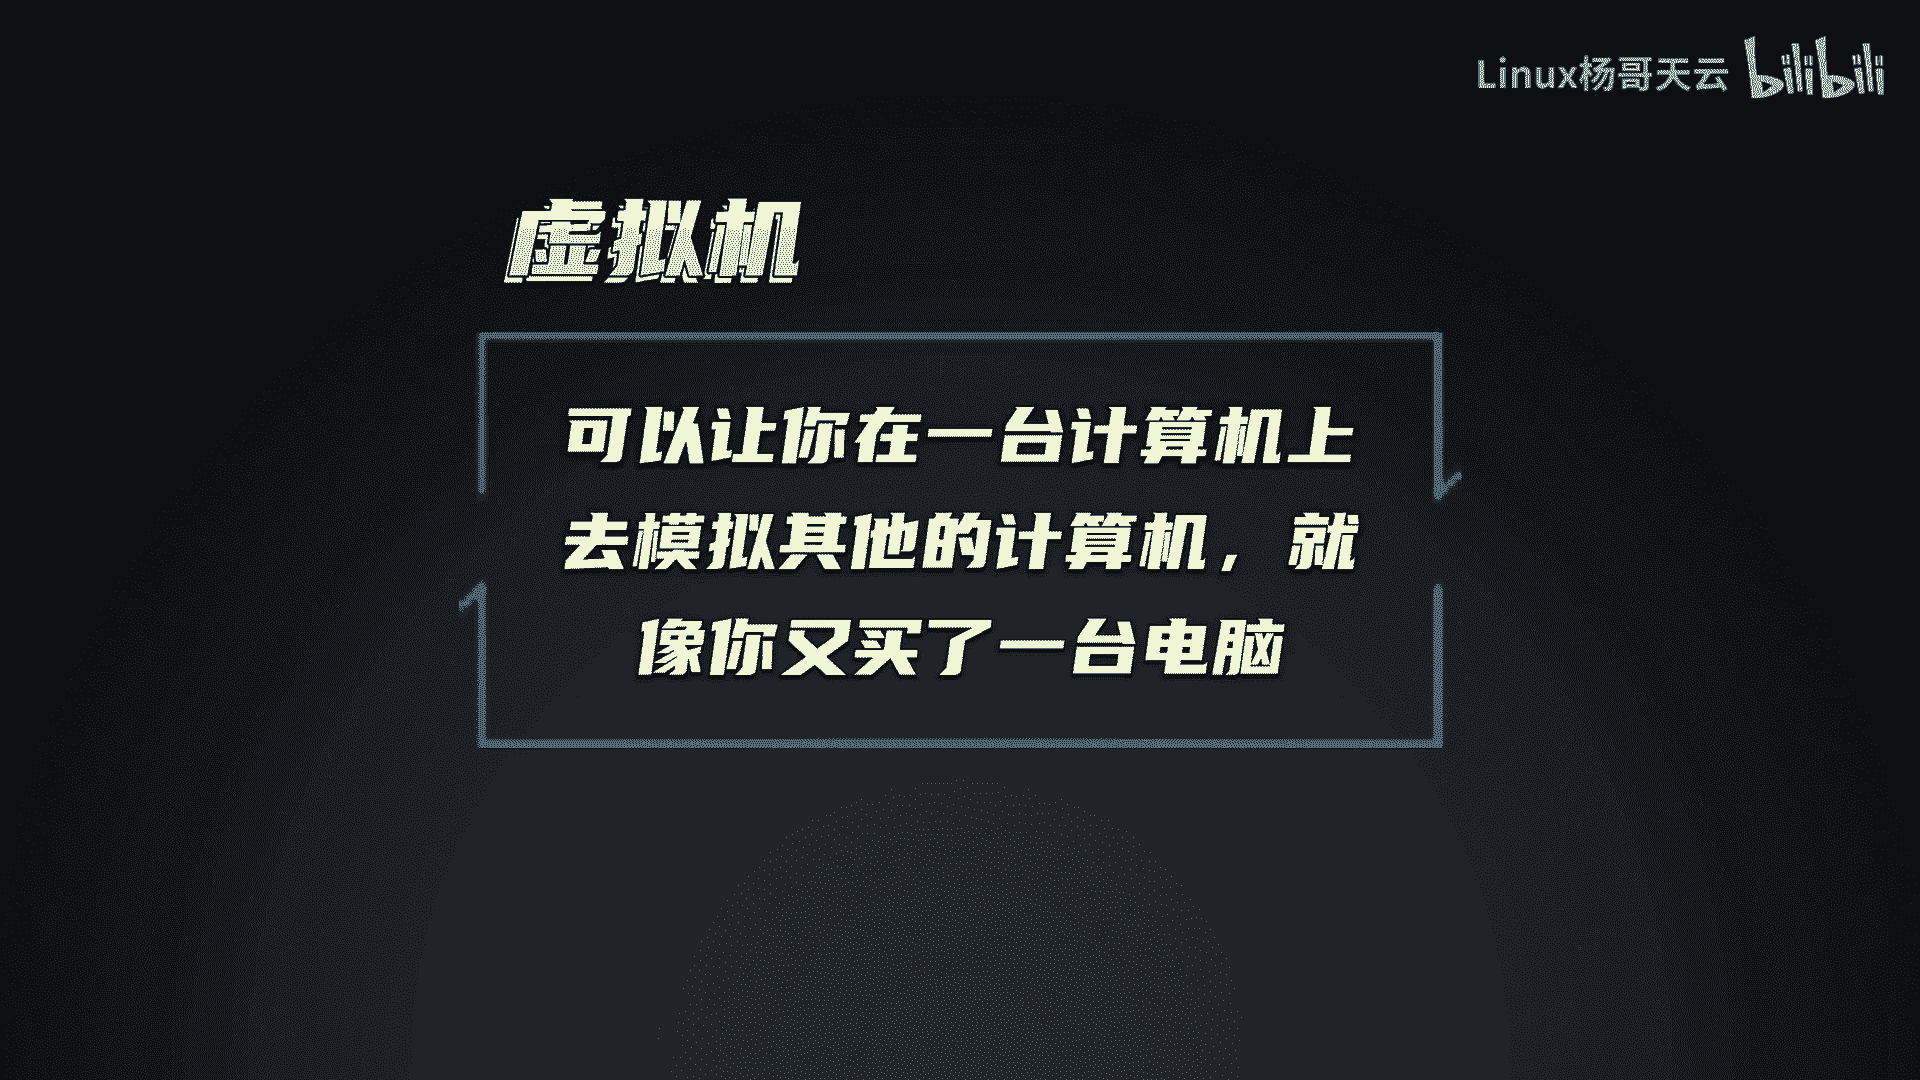 Linux杨哥天云 bilibili
虚拟机
可以让你在一台计算机上
去模拟其他的计算机，就
像你又买了一台电脑